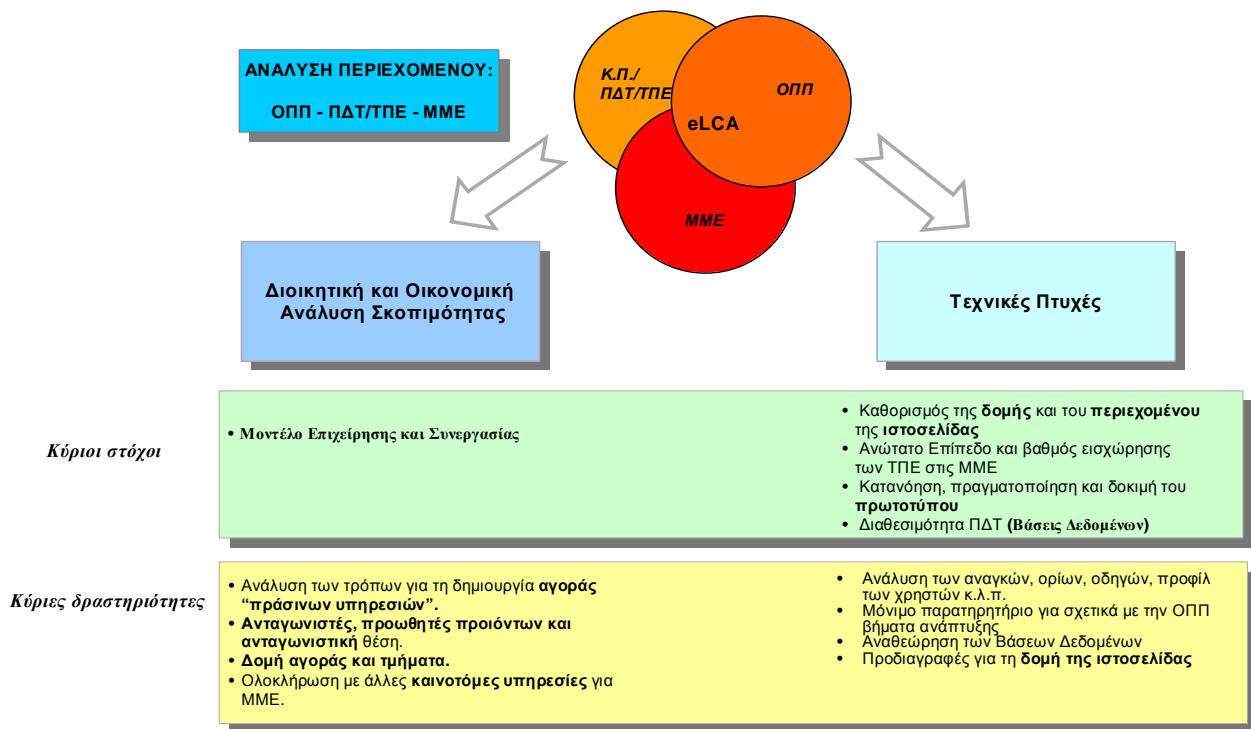 ΑΝΑΛΥΣΗ ΠΕΡΙΕΧΟΜΕΝΟΥ:
ΟΠΠ - ΠΔΤ/ΤΠΕ - ΜΜΕ
Κ.Π./
ΠΔΤ/ΤΠΕ
ΟΠΠ
eLCA
ΜΜΕ
Διοικητική και Οικονομική
Ανάλυση Σκοπιμότητας
Τεχνικές Πτυχές
Κύριοι στόχοι
• Μοντέλο Επιχείρησης και Συνεργασίας
• Καθορισμός της δομής και του περιεχομένου
της ιστοσελίδας
• Ανώτατο Επίπεδο και βαθμός εισχώρησης
των ΤΠΕ στις ΜΜΕ
• Κατανόηση, πραγματοποίηση και δοκιμή του
πρωτοτύπου
• Διαθεσιμότητα ΠΔΤ (Βάσεις Δεδομένων)
Κύριες δραστηριότητες
• Ανάλυση των τρόπων για τη δημιουργία αγοράς
“πράσινων υπηρεσιών”.
• Ανταγωνιστές, προωθητές προιόντων και
ανταγωνιστική θέση.
• Δομή αγοράς και τμήματα.
• Ολοκλήρωση με άλλες καινοτόμες υπηρεσίες για
ΜΜΕ.
• Ανάλυση των αναγκών, ορίων, οδηγών, προφίλ
των χρηστών κ.λ.π.
• Μόνιμο παρατηρητήριο για σχετικά με την ΟΠΠ
βήματα ανάπτυξης
• Αναθεώρηση των Βάσεων Δεδομένων
• Προδιαγραφές για τη δομή της ιστοσελίδας